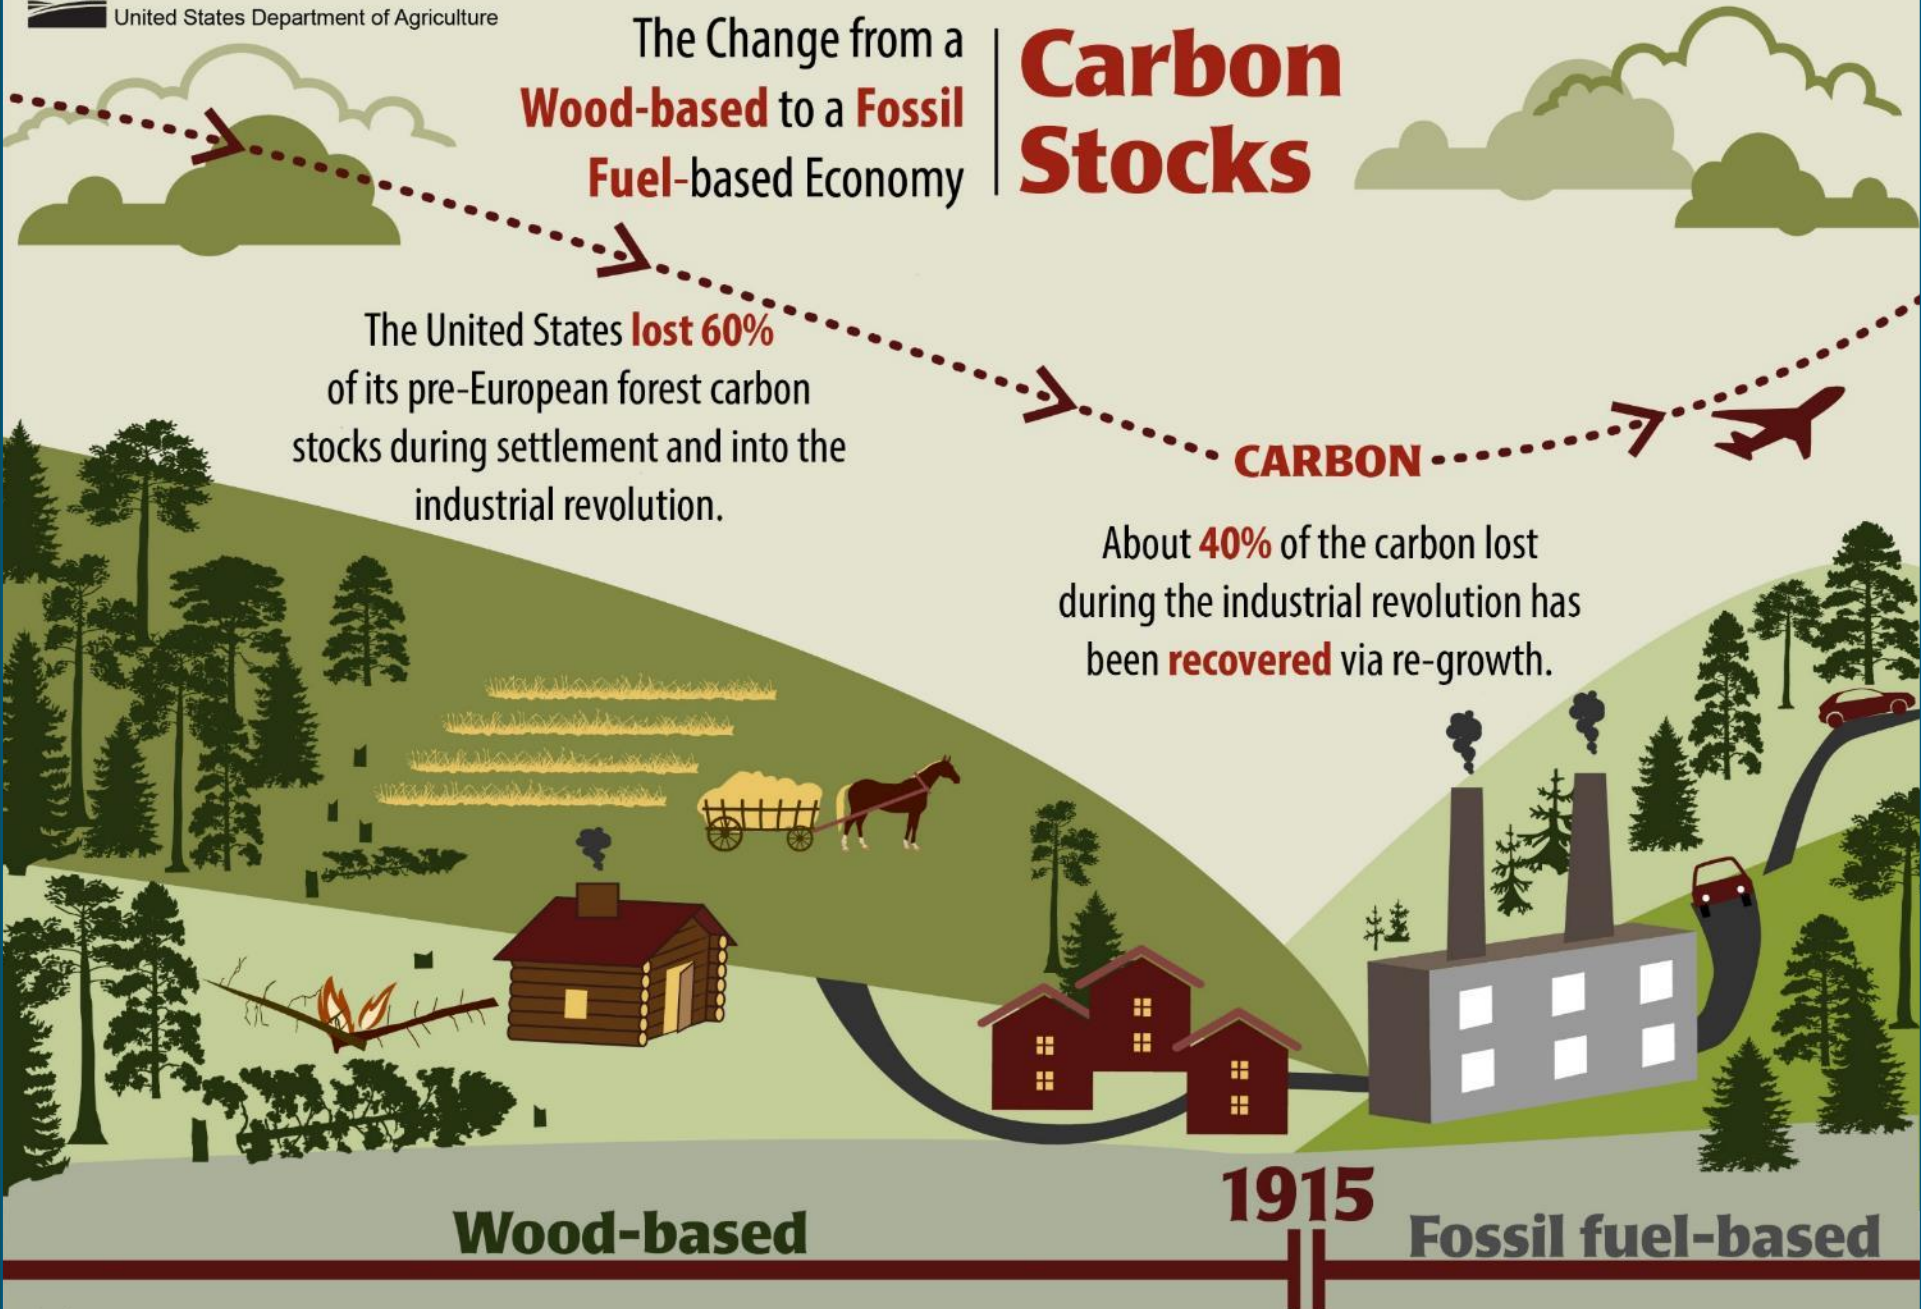 United States Department of Agriculture
The Change from a
Wood-based to a Fossil
Fuel-based Economy
Carbon
Stocks
The United States lost 60%
of its pre-European forest carbon
stocks during settlement and into the
industrial revolution.
CARBON
About 40% of the carbon lost
during the industrial revolution has
been recovered via re-growth.
1915
Wood-based
Fossil fuel-based